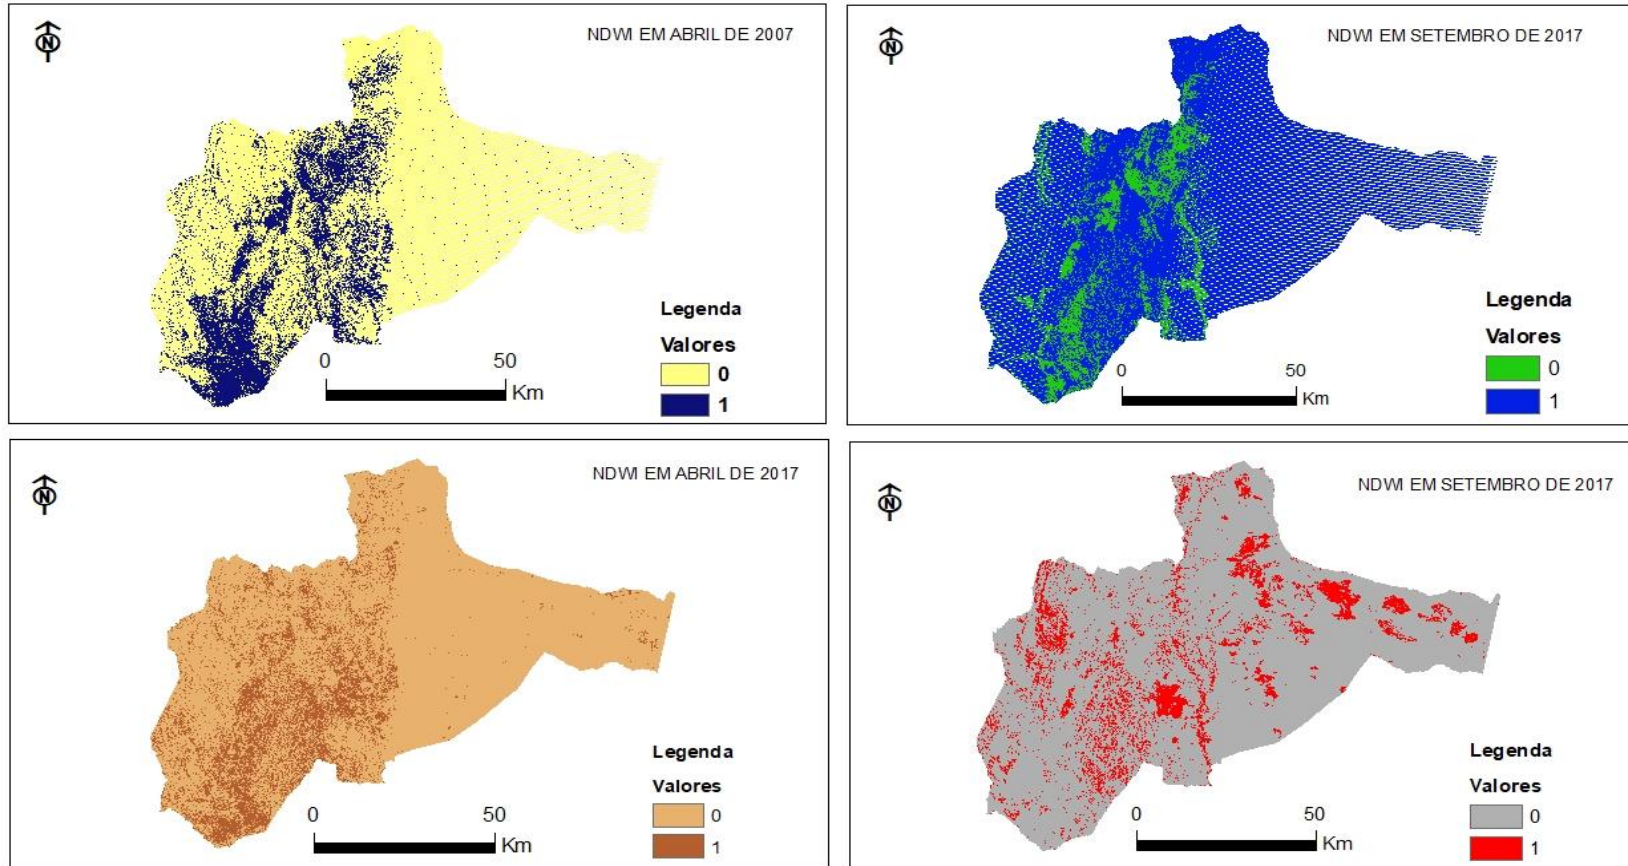 N
NDWI EM ABRIL DE 2007
Legenda
Valores
0
1
0
50
Km
N
NDWI EM SETEMBRO DE 2017
Legenda
Valores
0
1
0
50
Km
N
NDWI EM ABRIL DE 2017
Legenda
Valores
0
1
0
50
Km
N
NDWI EM SETEMBRO DE 2017
Legenda
Valores
0
1
0
50
Km